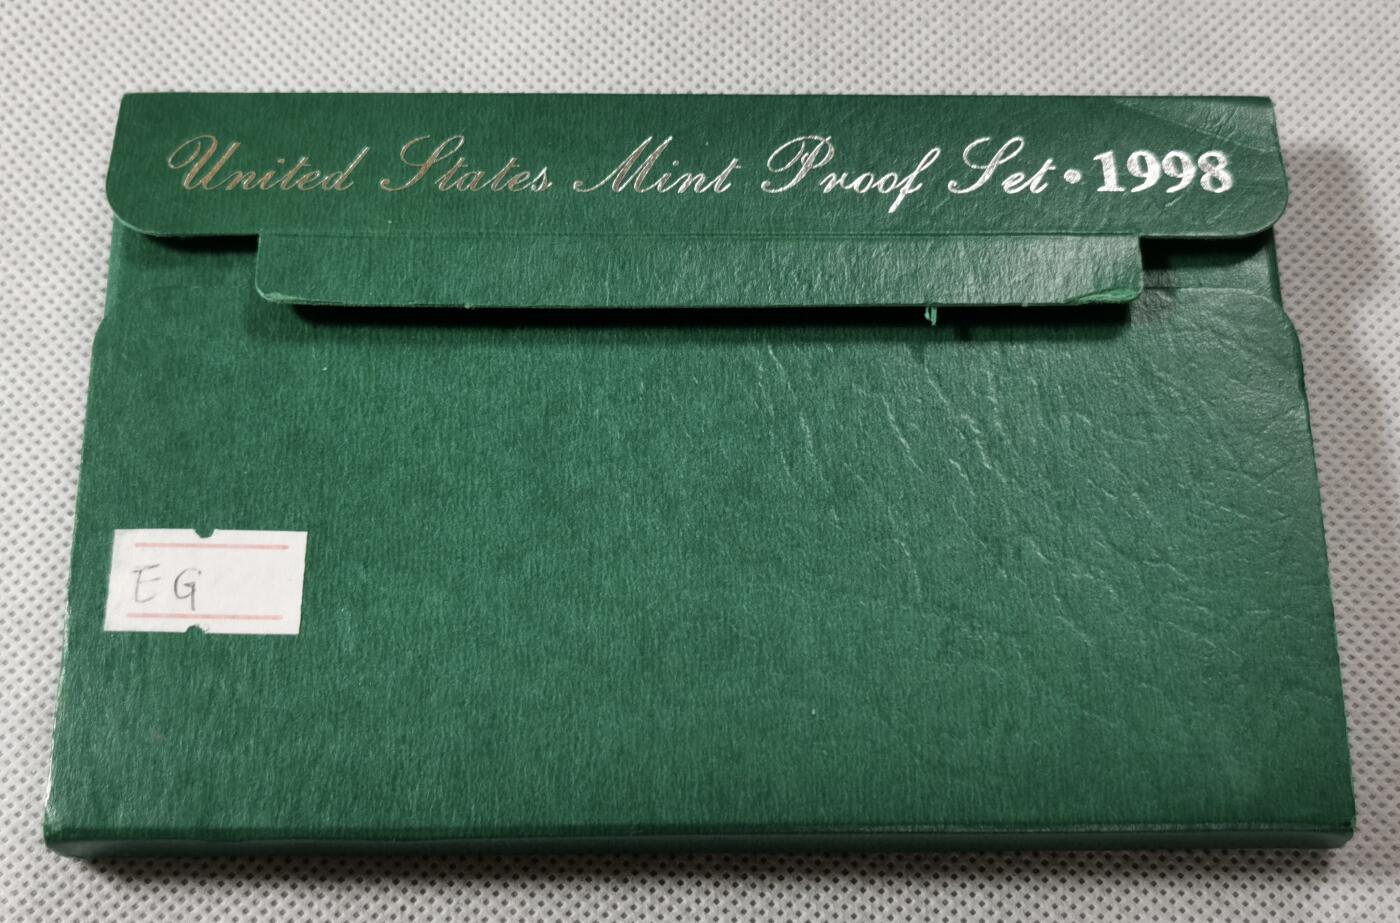 United States Mint Proof Set • 1998
EG